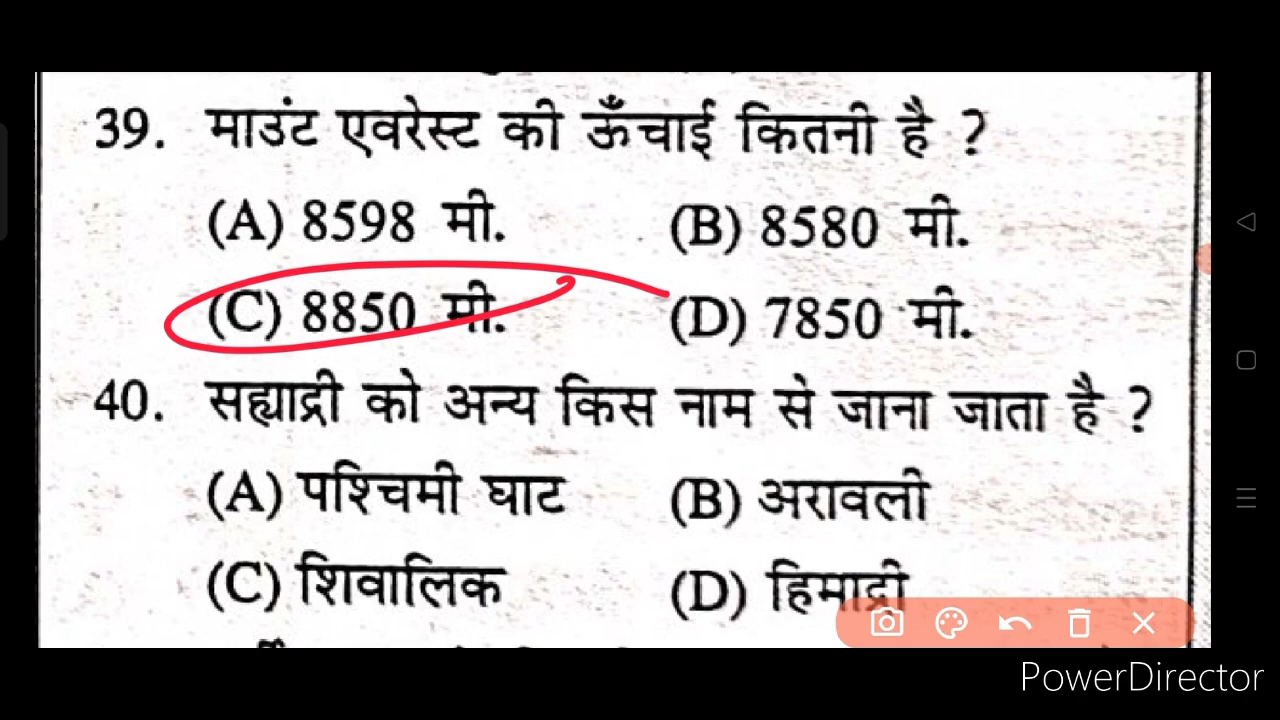 39. माउंट एवरेस्ट की ऊँचाई कितनी है ?
(A) 8598 मी. (B) 8580 मी.
(C) 8850 मी. (D) 7850 मी.
40. सह्याद्री को अन्य किस नाम से जाना जाता है ?
(A) पश्चिमी घाट (B) अरावली
(C) शिवालिक (D) हिमाद्री
PowerDirector